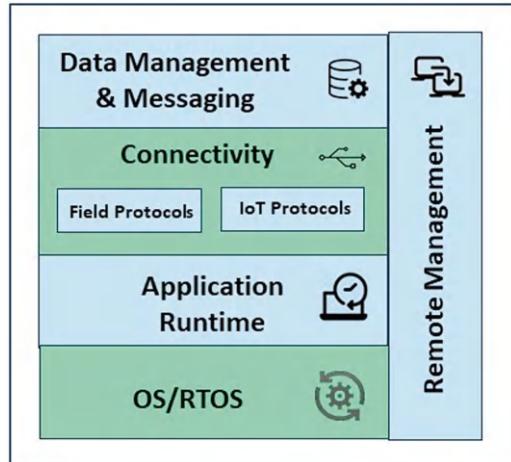 Data Management
& Messaging
Connectivity
Field Protocols
IoT Protocols
Application
Runtime
OS/RTOS
Remote Management